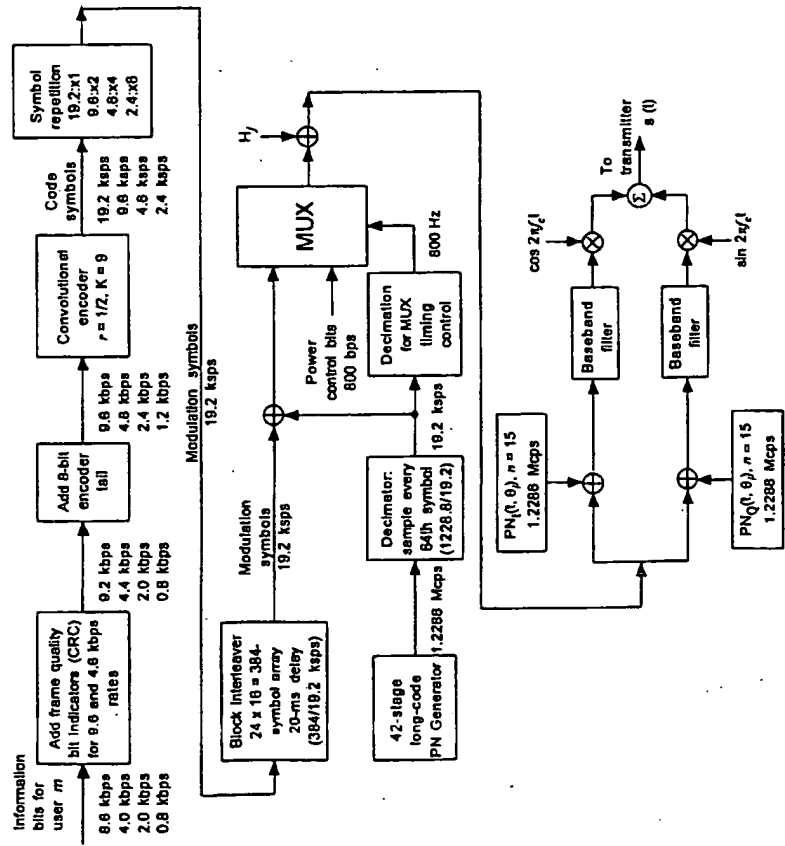 Information
bits for
user m
8.6 kbps
4.0 kbps
2.0 kbps
0.8 kbps
Add frame quality
bit indicators (CRC)
for 9.6 and 4.8 kbps
rates
9.2 kbps
4.4 kbps
2.0 kbps
0.8 kbps
Add 8-bit
encoder
tail
9.6 kbps
4.8 kbps
2.4 kbps
1.2 kbps
Convolutional
encoder
r = 1/2, K = 9
Code
symbols
19.2 ksps
9.6 ksps
4.8 ksps
2.4 ksps
Symbol
repetition
19.2:x1
9.6:x2
4.8:x4
2.4:x8
Modulation symbols
19.2 ksps
Block interleaver
24 x 16 = 384-
symbol array
20-ms delay
(384/19.2 ksps)
Modulation
symbols
19.2 ksps
Power
control bits
800 bps
MUX
Hj
42-stage
long-code
PN Generator
1.2288 Mcps
Decimator:
sample every
64th symbol
(1228.8/19.2)
19.2 ksps
Decimation
for MUX
timing
control
800 Hz
PNI(t, θi), n = 15
1.2288 Mcps
PNQ(t, θi), n = 15
1.2288 Mcps
Baseband
filter
Baseband
filter
cos 2πfct
sin 2πfct
Σ
To
transmitter
s (t)